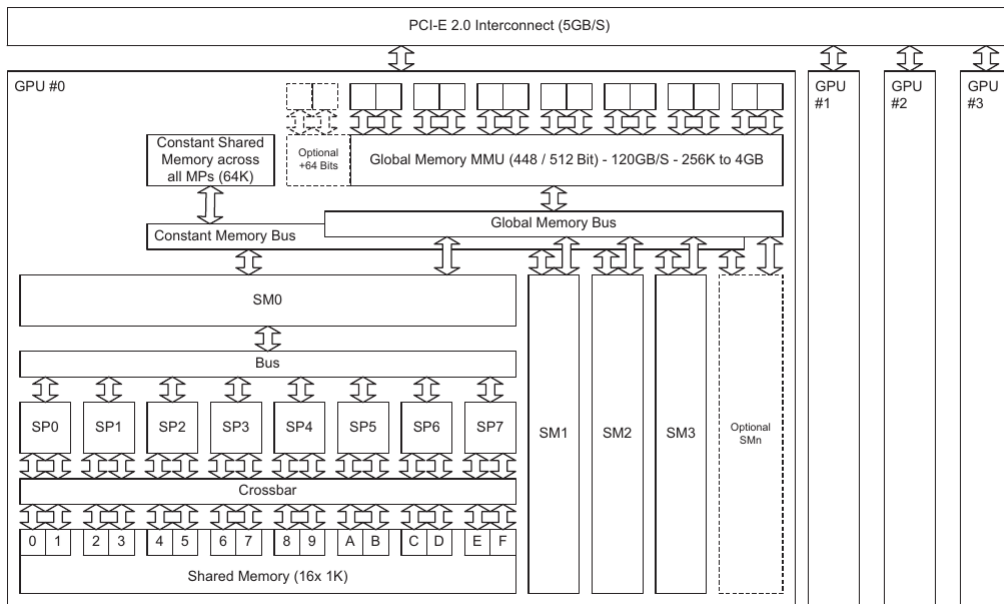 PCI-E 2.0 Interconnect (5GB/S)
GPU #0
GPU
#1
GPU
#2
GPU
#3
Constant Shared
Memory across
all MPs (64K)
Optional
+64 Bits
Global Memory MMU (448 / 512 Bit) - 120GB/S - 256K to 4GB
Global Memory Bus
Constant Memory Bus
SM0
Bus
SP0 SP1 SP2 SP3 SP4 SP5 SP6 SP7
SM1
SM2
SM3
Optional
SMn
Crossbar
0 1 2 3 4 5 6 7 8 9 A B C D E F
Shared Memory (16x 1K)